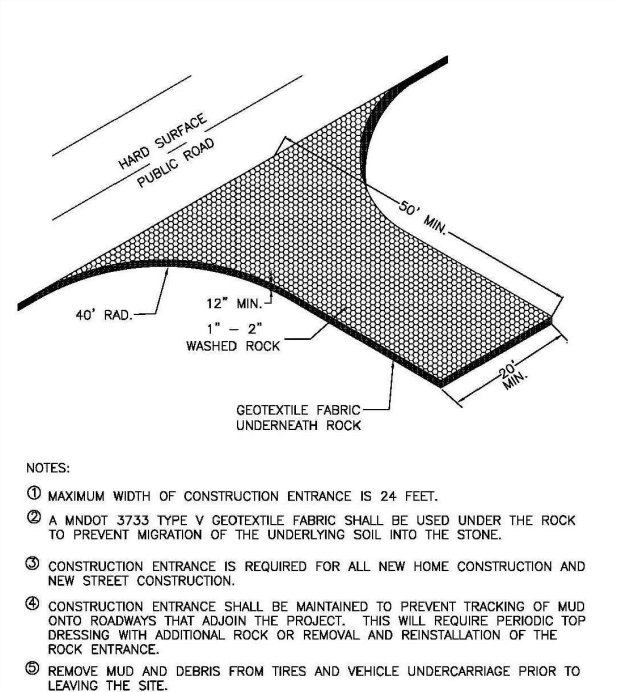 HARD SURFACE
PUBLIC ROAD
50' MIN.
40' RAD.
12" MIN.
1" – 2"
WASHED ROCK
20'
MIN.
GEOTEXTILE FABRIC
UNDERNEATH ROCK
NOTES:
① MAXIMUM WIDTH OF CONSTRUCTION ENTRANCE IS 24 FEET.
② A MNDOT 3733 TYPE V GEOTEXTILE FABRIC SHALL BE USED UNDER THE ROCK
TO PREVENT MIGRATION OF THE UNDERLYING SOIL INTO THE STONE.
③ CONSTRUCTION ENTRANCE IS REQUIRED FOR ALL NEW HOME CONSTRUCTION AND
NEW STREET CONSTRUCTION.
④ CONSTRUCTION ENTRANCE SHALL BE MAINTAINED TO PREVENT TRACKING OF MUD
ONTO ROADWAYS THAT ADJOIN THE PROJECT. THIS WILL REQUIRE PERIODIC TOP
DRESSING WITH ADDITIONAL ROCK OR REMOVAL AND REINSTALLATION OF THE
ROCK ENTRANCE.
⑤ REMOVE MUD AND DEBRIS FROM TIRES AND VEHICLE UNDERCARRIAGE PRIOR TO
LEAVING THE SITE.